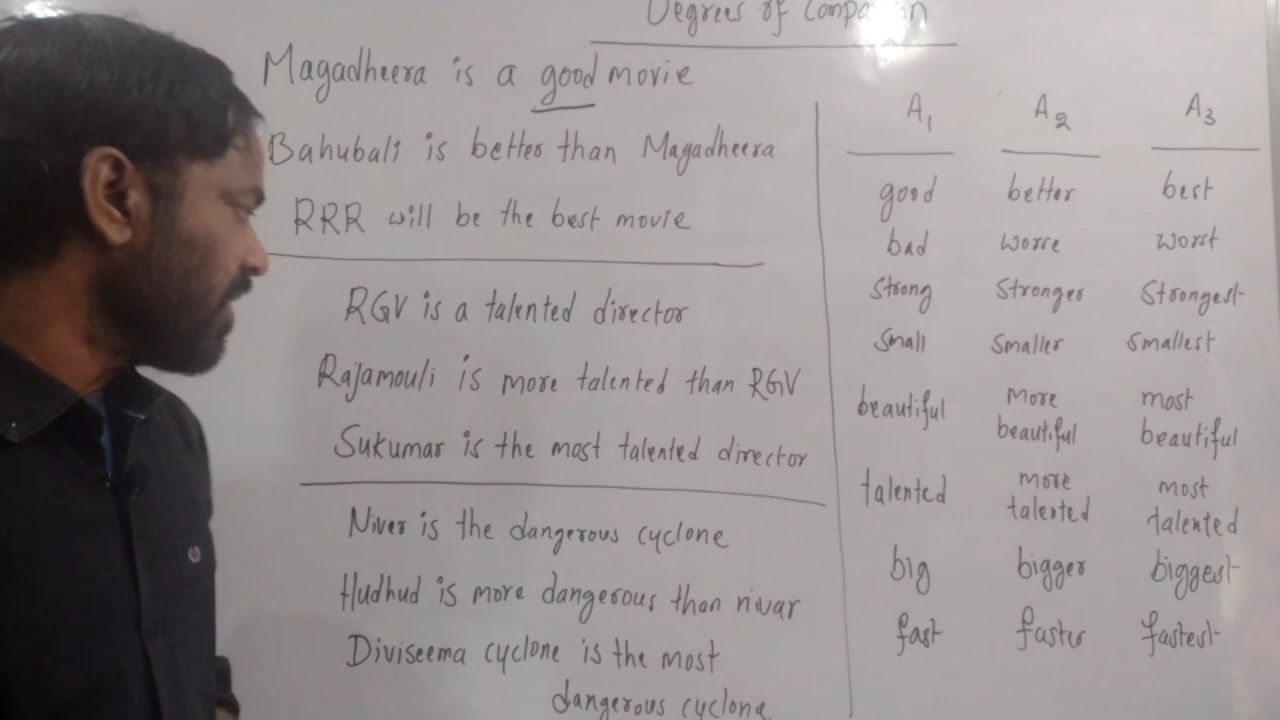 Degrees of Comparison
Magadheera is a good movie
Bahubali is better than Magadheera
RRR will be the best movie
RGV is a talented director
Rajamouli is more talented than RGV
Sukumar is the most talented director
Niver is the dangerous cyclone
Hudhud is more dangerous than nivar
Diviseema cyclone is the most
dangerous cyclone
A1 A2 A3
good better best
bad worse worst
strong stronger strongest
small smaller smallest
beautiful more beautiful most beautiful
talented more talented most talented
big bigger biggest
fast faster fastest